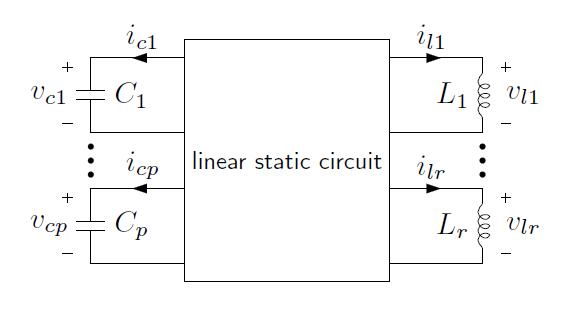 i_{c1}
i_{l1}
+
v_{c1}
C_1
−
+
L_1
v_{l1}
−
linear static circuit
i_{cp}
i_{lr}
+
v_{cp}
C_p
−
+
L_r
v_{lr}
−